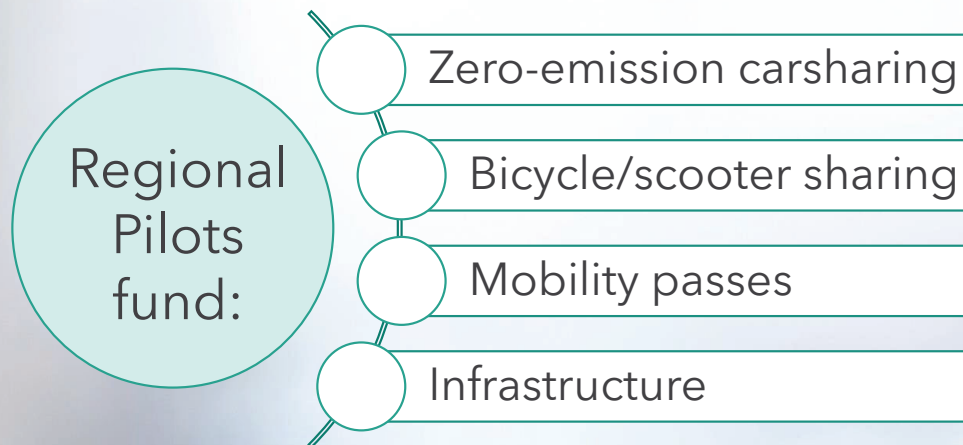 Regional
Pilots
fund:
Zero-emission carsharing
Bicycle/scooter sharing
Mobility passes
Infrastructure